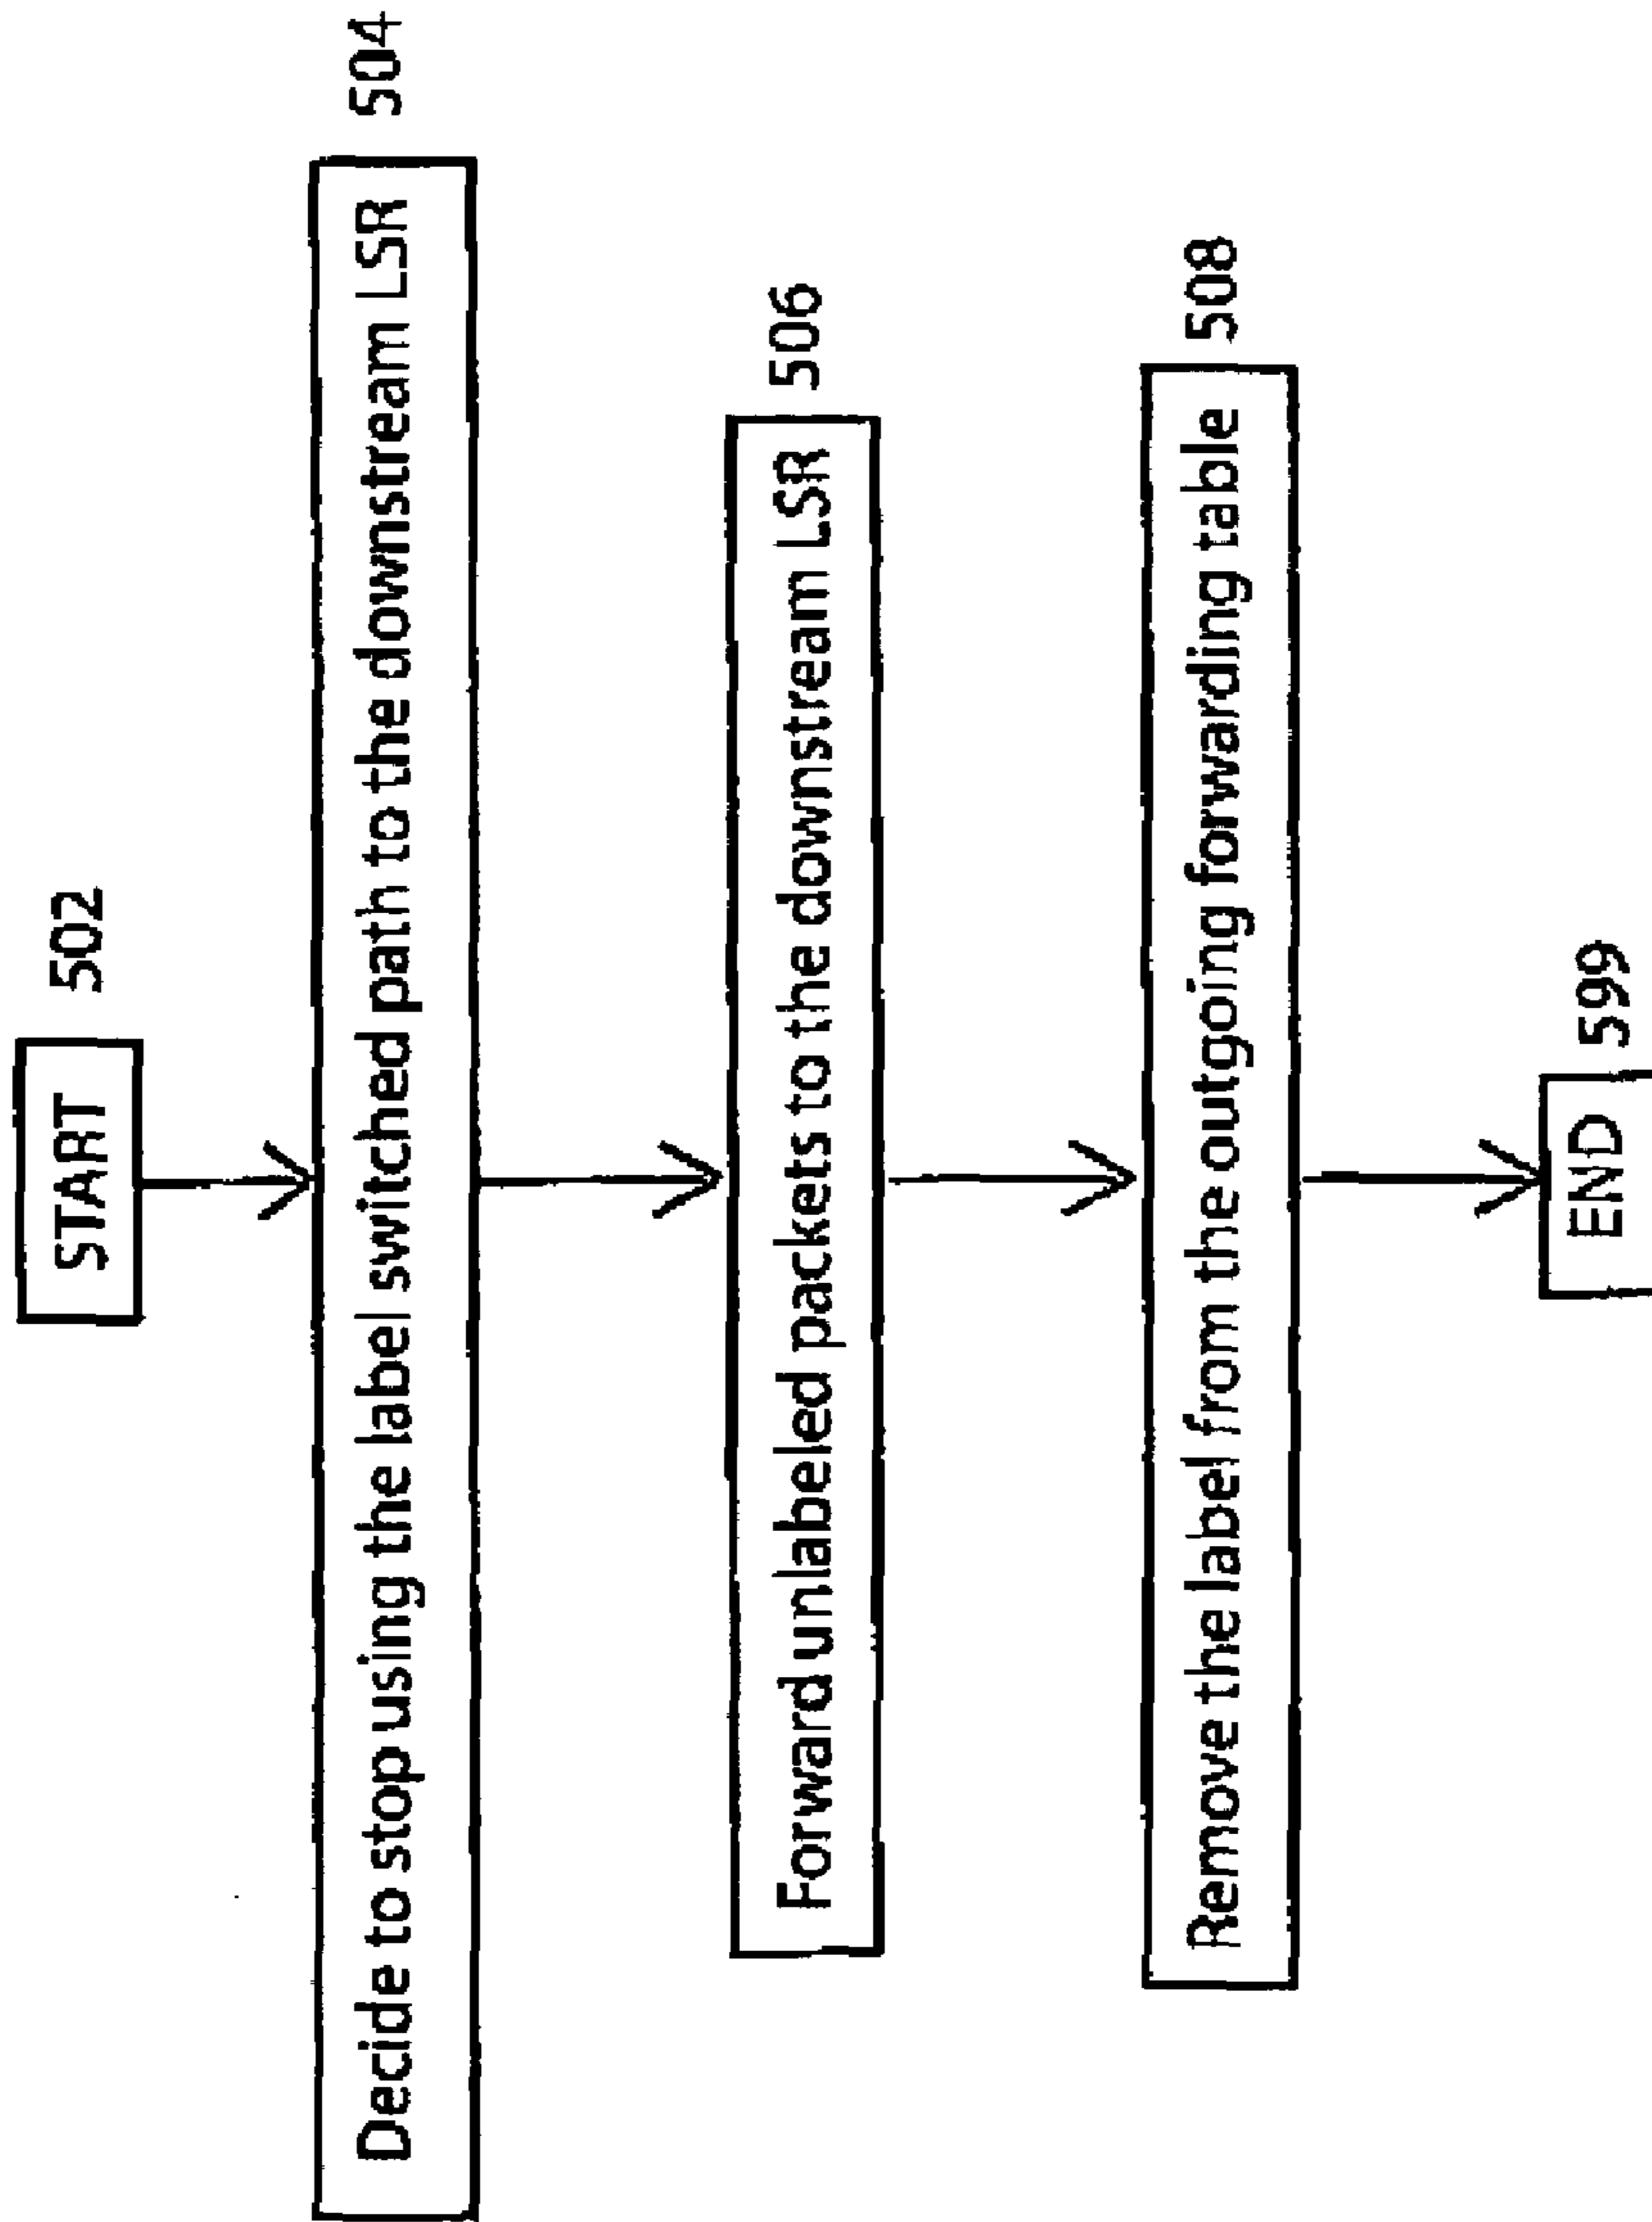 START 502
Decide to stop using the label switched path to the downstream LSR 504
Forward unlabeled packets to the downstream LSR 506
Remove the label from the outgoing forwarding table 508
END 599